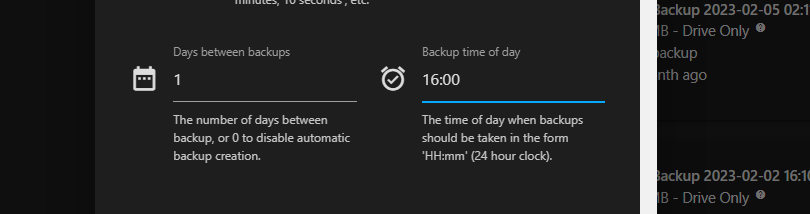 minutes, 10 seconds', etc.
Days between backups
1
The number of days between
backup, or 0 to disable automatic
backup creation.
Backup time of day
16:00
The time of day when backups
should be taken in the form
'HH:mm' (24 hour clock).
Backup 2023-02-05 02:1
MB - Drive Only
backup
nth ago
Backup 2023-02-02 16:10
MB - Drive Only